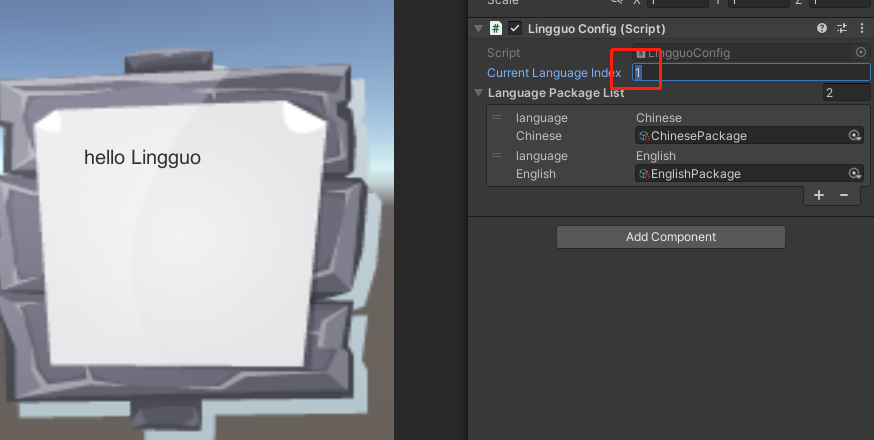 hello Lingguo
Scale X 1 Y 1 Z 1
# Lingguo Config (Script)
Script # LingguoConfig
Current Language Index 1
Language Package List 2
language Chinese
Chinese ChinesePackage
language English
English EnglishPackage
+ −
Add Component